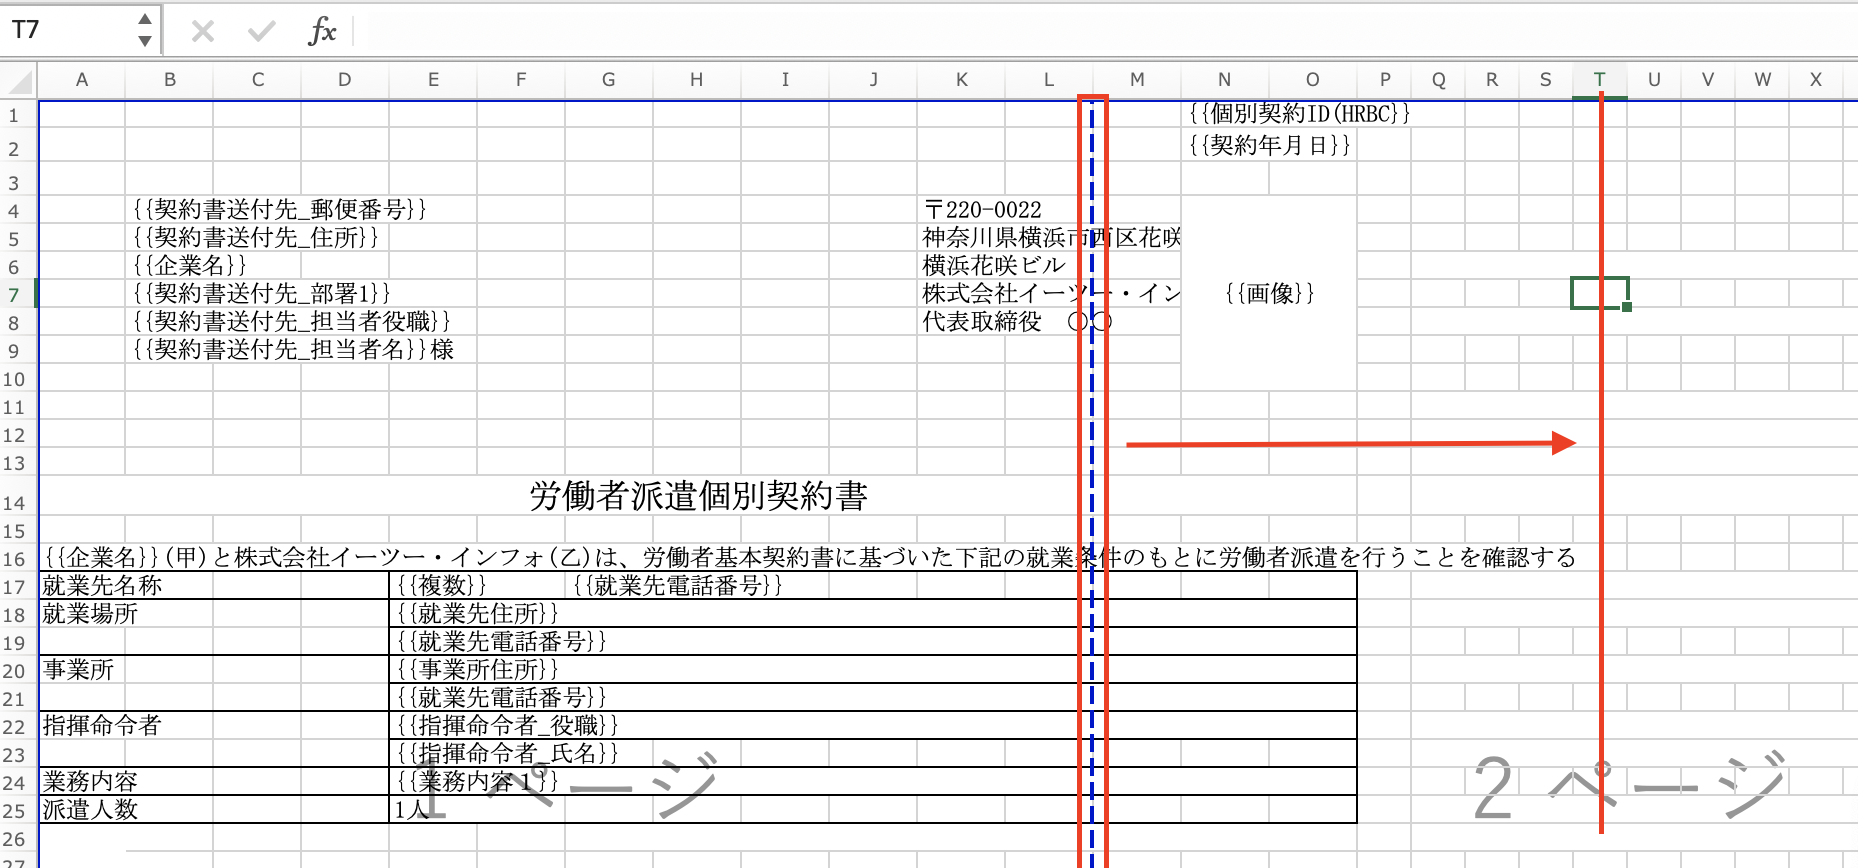 T7
fx
A B C D E F G H I J K L M N O P Q R S T U V W X
1 {{個別契約ID(HRBC}}
2 {{契約年月日}}
3
4 {{契約書送付先_郵便番号}} 〒220-0022
5 {{契約書送付先_住所}} 神奈川県横浜市西区花咲
6 {{企業名}} 横浜花咲ビル
7 {{契約書送付先_部署1}} 株式会社イーツー・イン {{画像}}
8 {{契約書送付先_担当者役職}} 代表取締役 〇〇
9 {{契約書送付先_担当者名}}様
10
11
12
13
14 労働者派遣個別契約書
15
16 {{企業名}}(甲)と株式会社イーツー・インフォ(乙)は、労働者基本契約書に基づいた下記の就業条件のもとに労働者派遣を行うことを確認する
17 就業先名称 {{複数}} {{就業先電話番号}}
18 就業場所 {{就業先住所}}
19 {{就業先電話番号}}
20 事業所 {{事業所住所}}
21 {{就業先電話番号}}
22 指揮命令者 {{指揮命令者_役職}}
23 {{指揮命令者_氏名}}
24 業務内容 {{業務内容1}}
1 ページ 2 ページ
25 派遣人数 1人
26
27